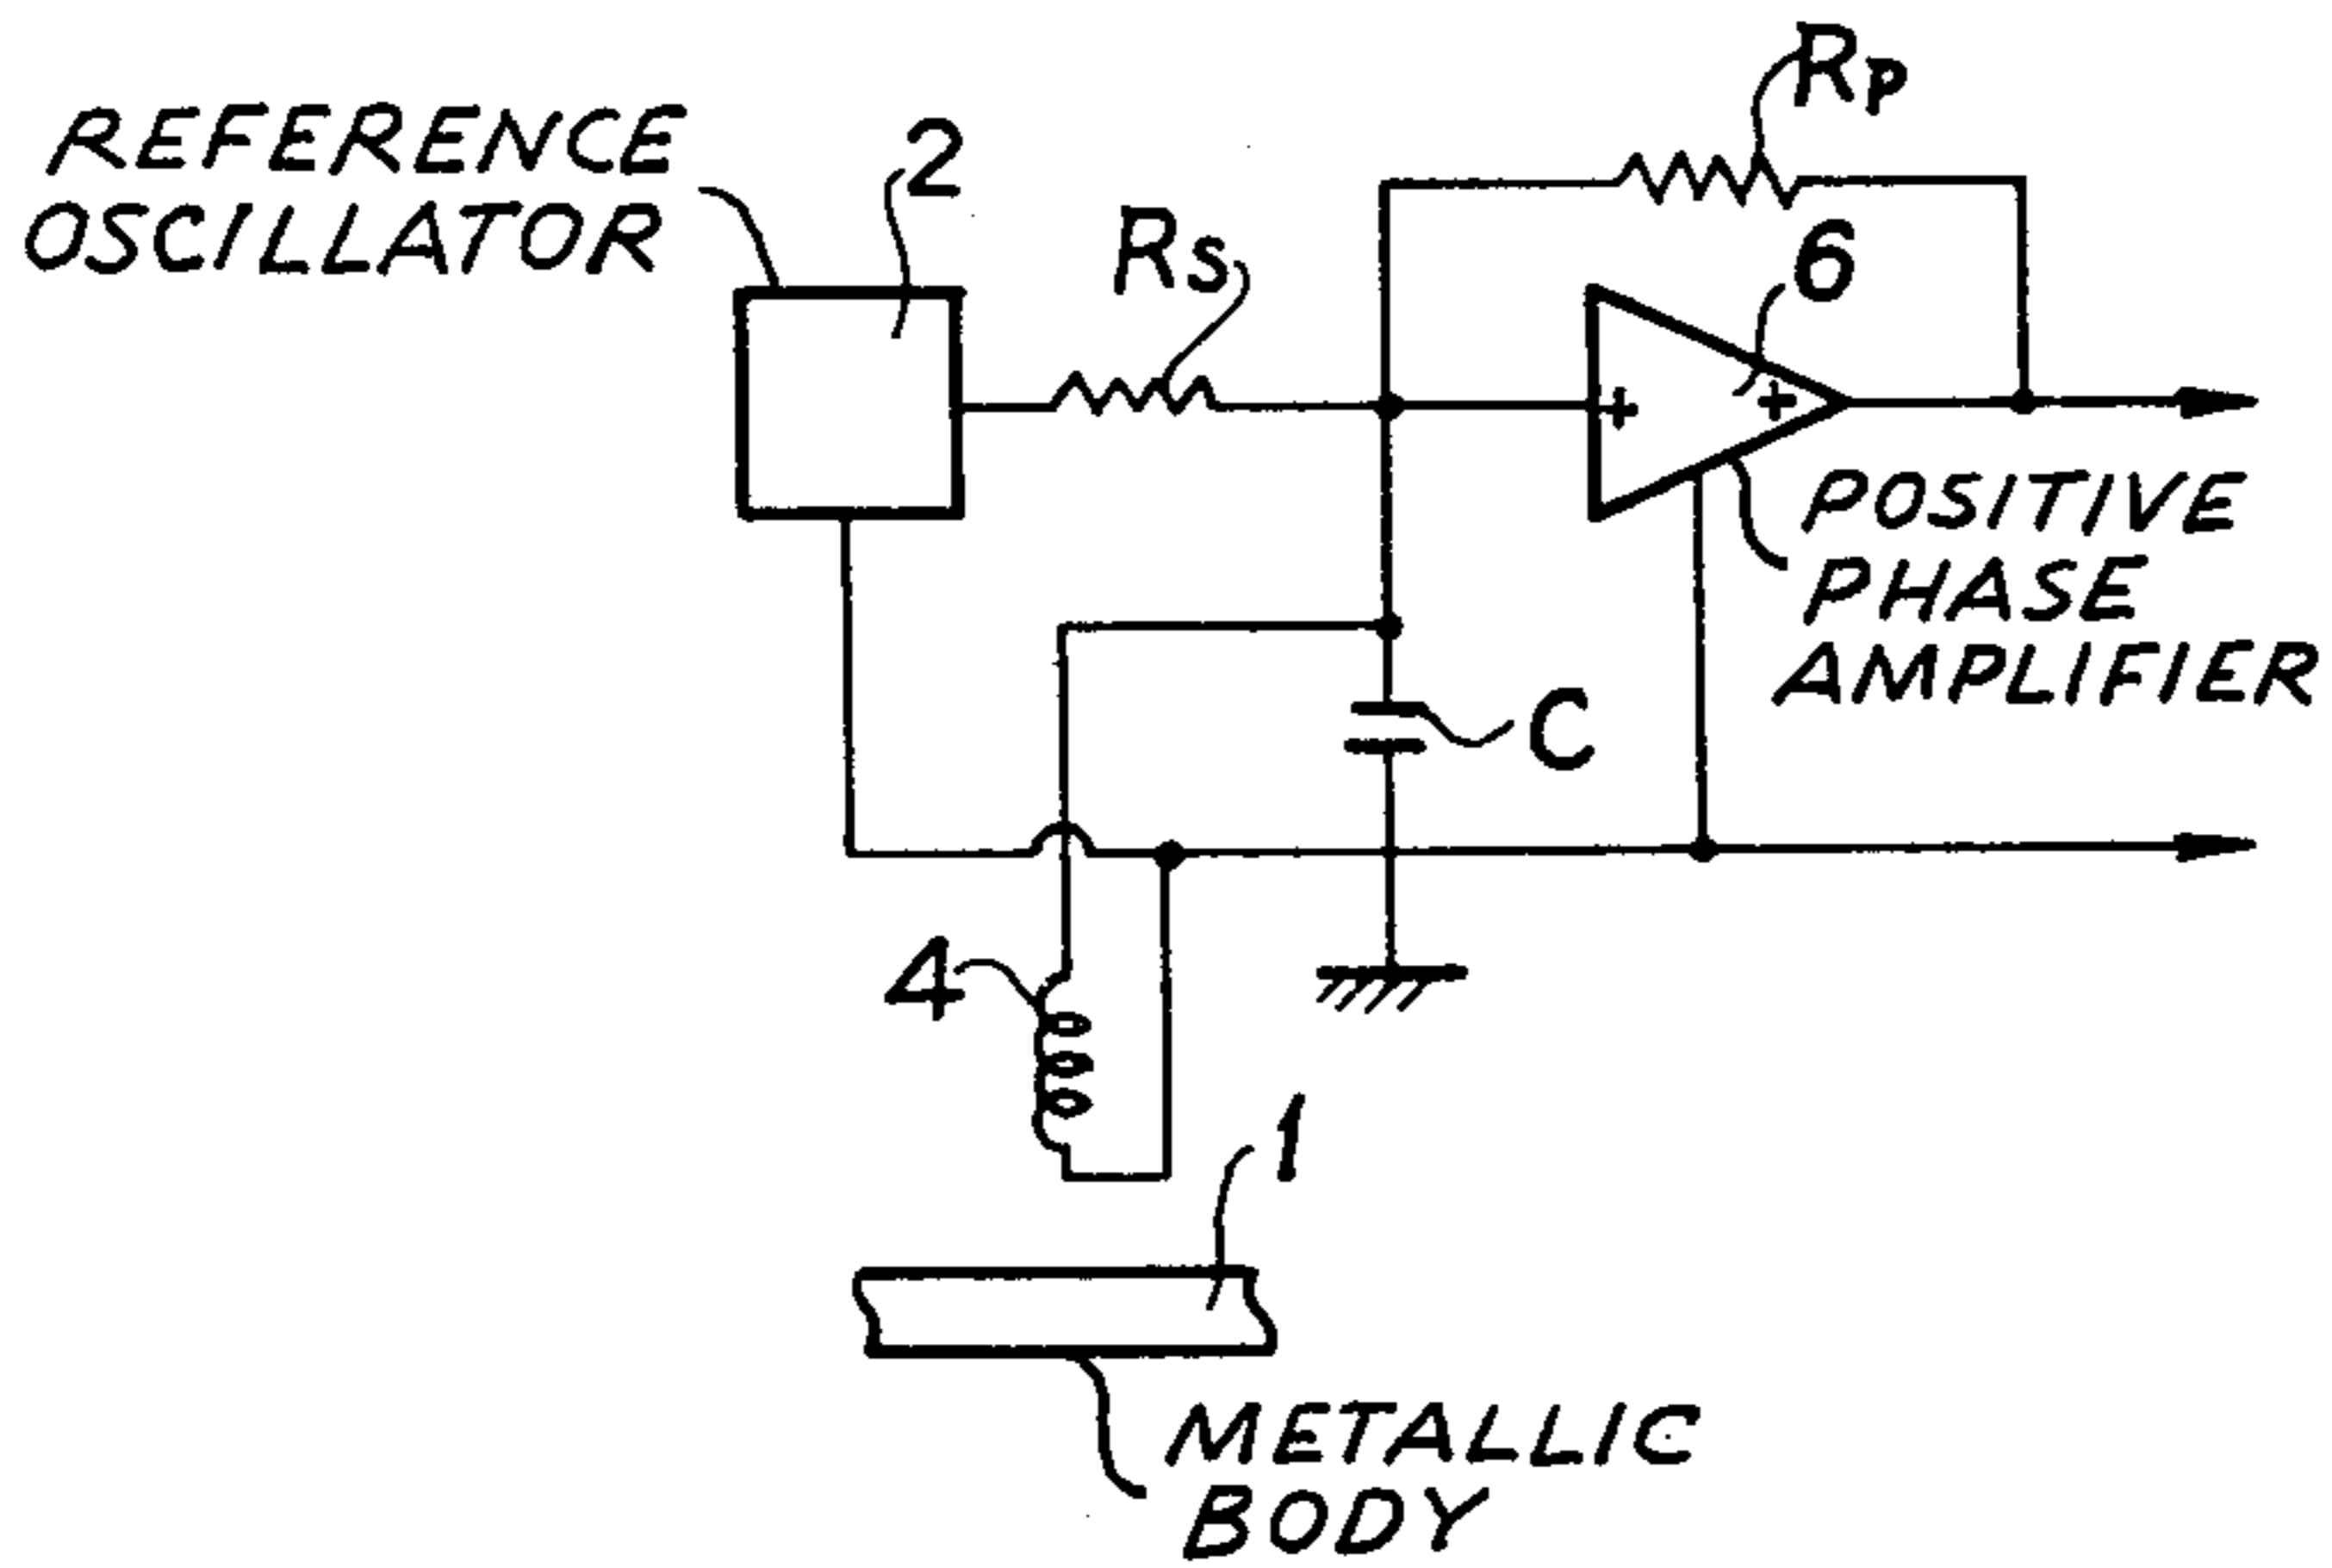 REFERENCE
OSCILLATOR
2
Rs
Rp
6
+
+
POSITIVE
PHASE
AMPLIFIER
C
4
1
METALLIC
BODY